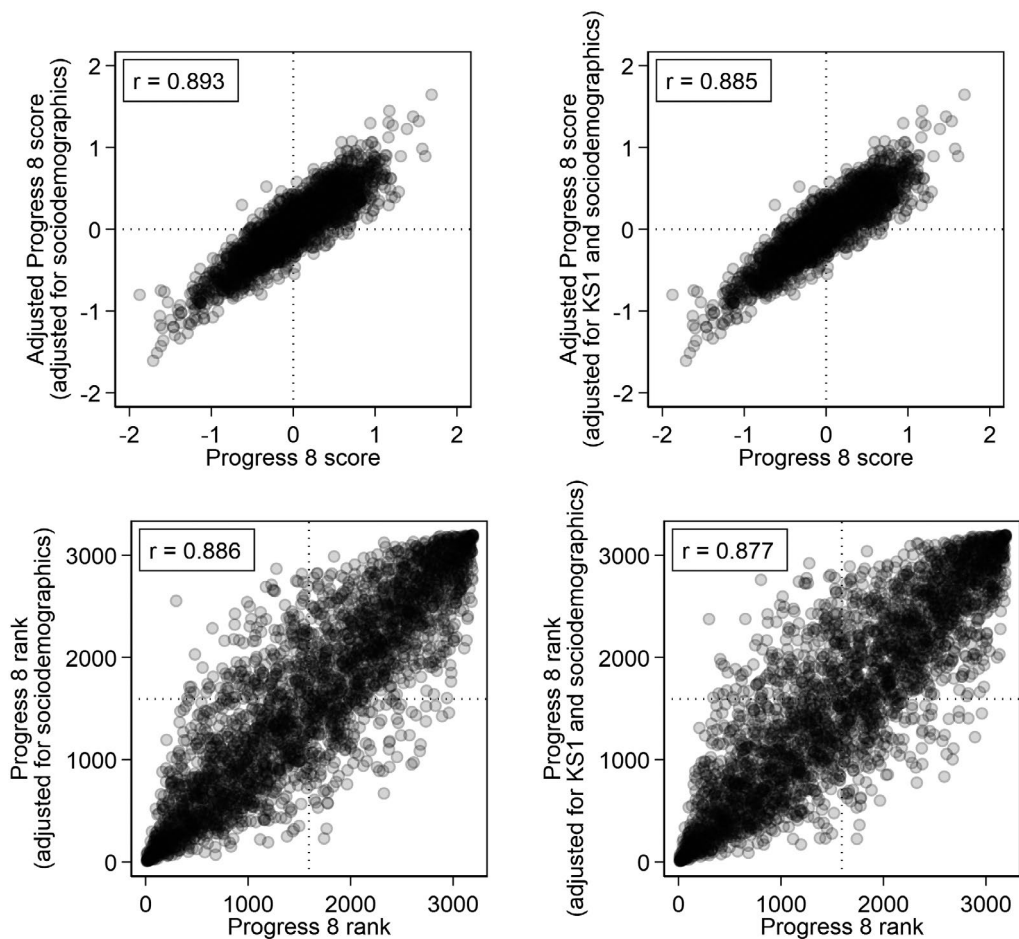 Adjusted Progress 8 score
(adjusted for sociodemographics)
r = 0.893
2
1
0
-1
-2
-2 -1 0 1 2
Progress 8 score
Adjusted Progress 8 score
(adjusted for KS1 and sociodemographics)
r = 0.885
2
1
0
-1
-2
-2 -1 0 1 2
Progress 8 score
Progress 8 rank
(adjusted for sociodemographics)
r = 0.886
3000
2000
1000
0
0 1000 2000 3000
Progress 8 rank
Progress 8 rank
(adjusted for KS1 and sociodemographics)
r = 0.877
3000
2000
1000
0
0 1000 2000 3000
Progress 8 rank